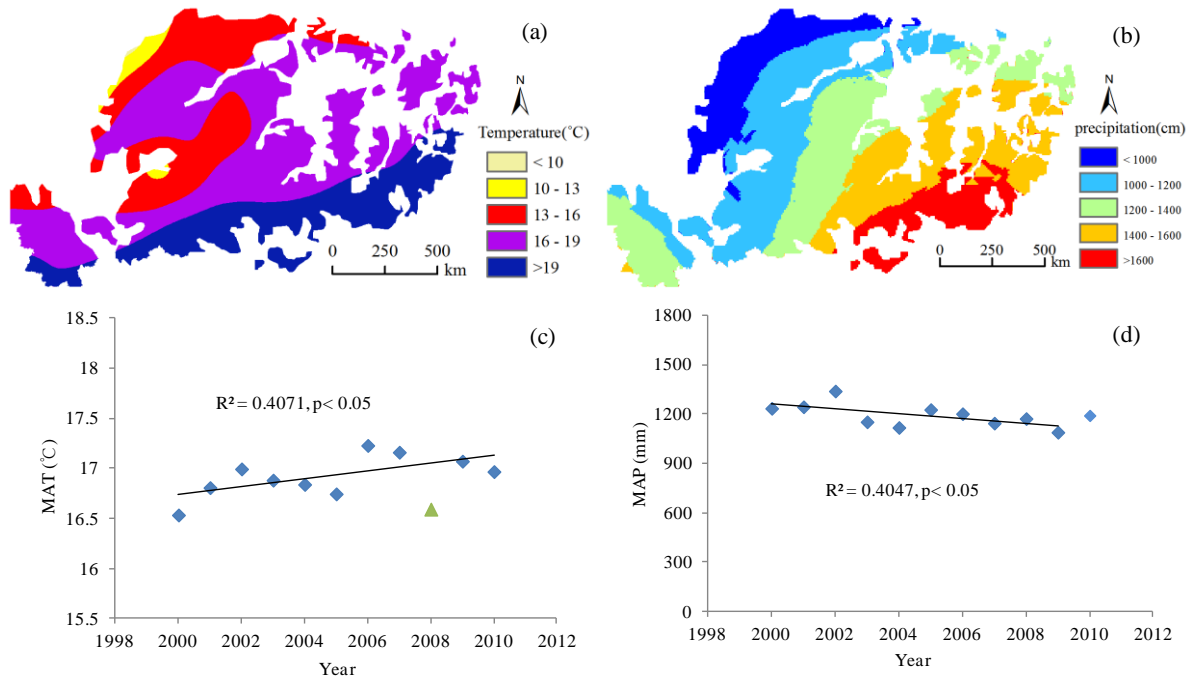 (a)
N
Temperature(°C)
< 10
10 - 13
13 - 16
16 - 19
>19
0 250 500
km
(b)
N
precipitation(cm)
< 1000
1000 - 1200
1200 - 1400
1400 - 1600
>1600
0 250 500
km
(c)
18.5
18
17.5
17
16.5
16
15.5
MAT (℃)
R² = 0.4071, p< 0.05
1998 2000 2002 2004 2006 2008 2010 2012
Year
(d)
1800
1500
1200
900
600
300
0
MAP (mm)
R² = 0.4047, p< 0.05
1998 2000 2002 2004 2006 2008 2010 2012
Year